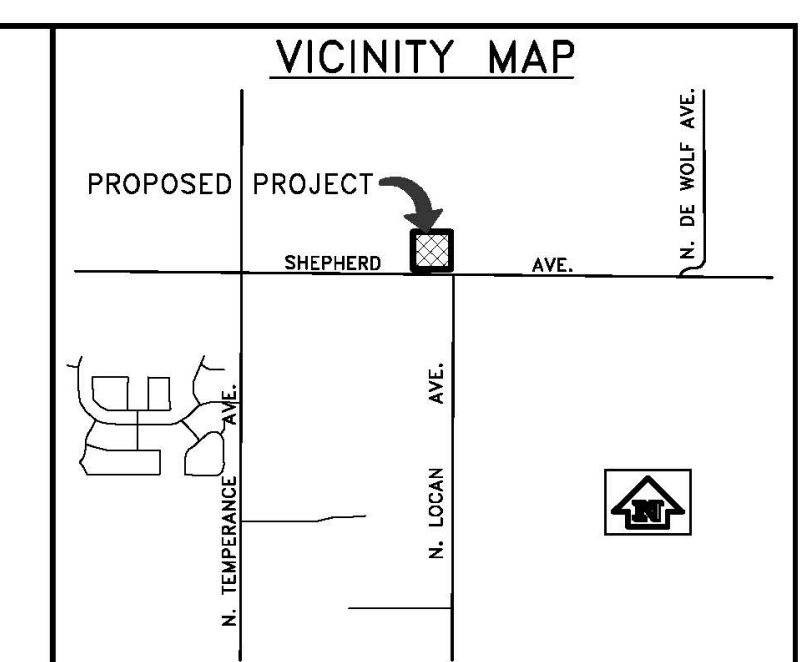 VICINITY MAP
N. DE WOLF AVE.
PROPOSED PROJECT
SHEPHERD AVE.
N. TEMPERANCE AVE.
N. LOCAN AVE.
N